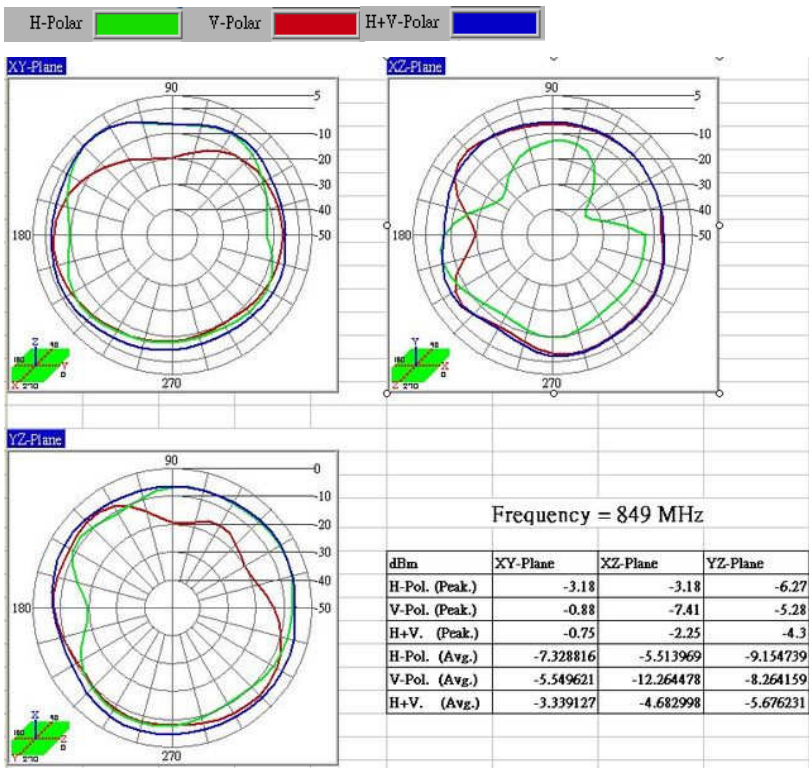 H-Polar V-Polar H+V-Polar
XY-Plane
90
5
-10
-20
-30
-40
-50
180
270
XZ-Plane
90
5
-10
-20
-30
-40
-50
180
270
YZ-Plane
90
0
-10
-20
-30
-40
-50
180
270
Frequency = 849 MHz
dBm XY-Plane XZ-Plane YZ-Plane
H-Pol. (Peak.) -3.18 -3.18 -6.27
V-Pol. (Peak.) -0.88 -7.41 -5.28
H+V. (Peak.) -0.75 -2.25 -4.3
H-Pol. (Avg.) -7.328816 -5.513969 -9.154739
V-Pol. (Avg.) -5.549621 -12.264478 -8.264159
H+V. (Avg.) -3.339127 -4.682998 -5.676231